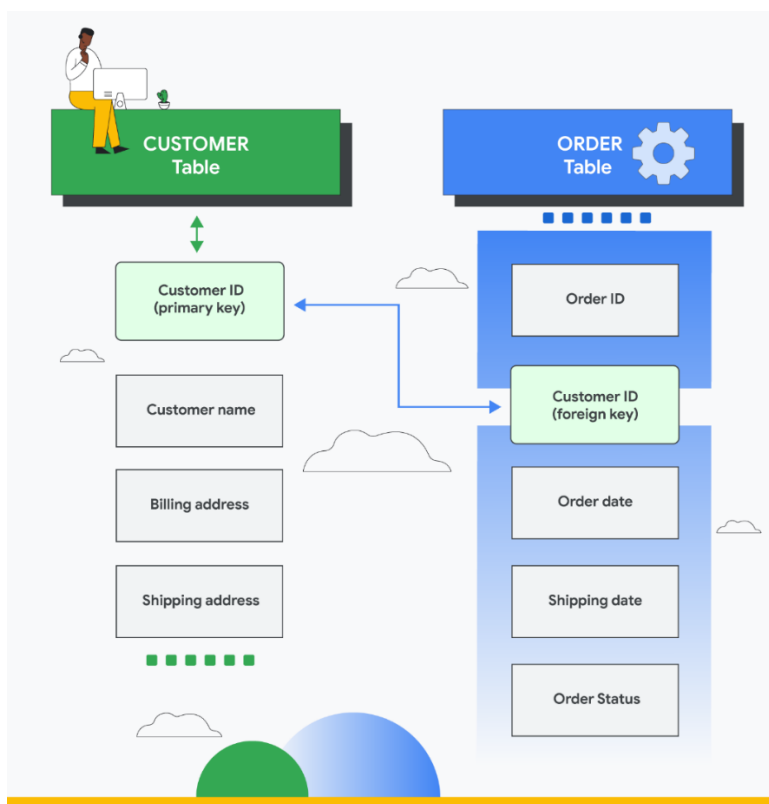 CUSTOMER
Table
Customer ID
(primary key)
Customer name
Billing address
Shipping address
ORDER
Table
Order ID
Customer ID
(foreign key)
Order date
Shipping date
Order Status